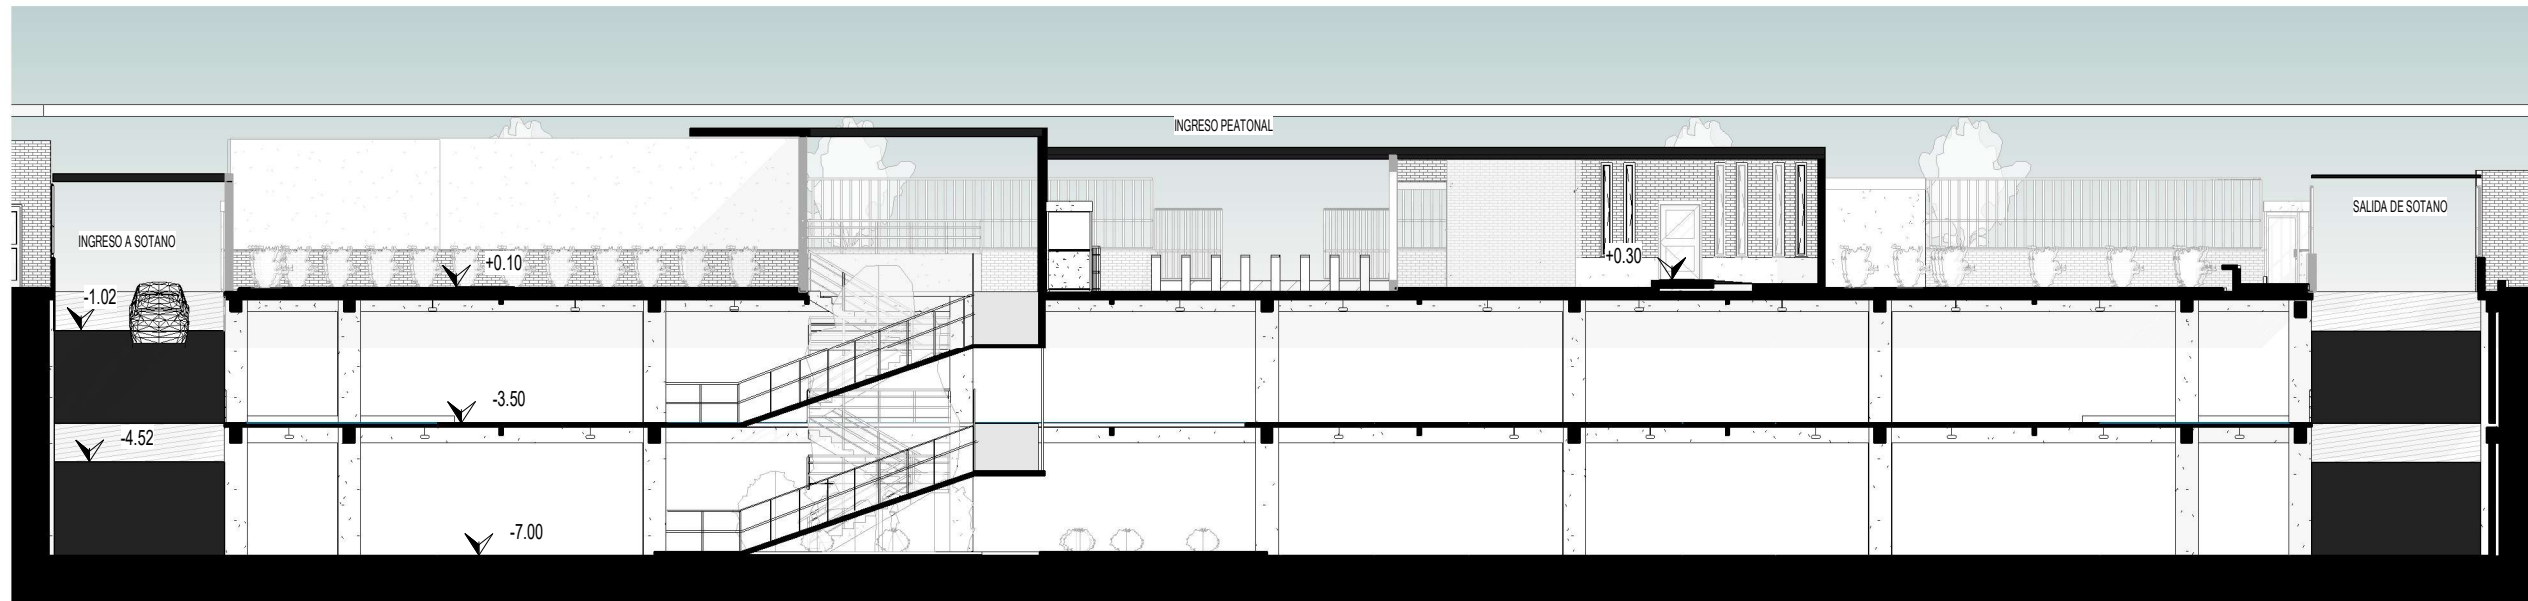 INGRESO PEATONAL
SALIDA DE SOTANO
INGRESO A SOTANO
+0.10
+0.30
-1.02
-3.50
-4.52
-7.00